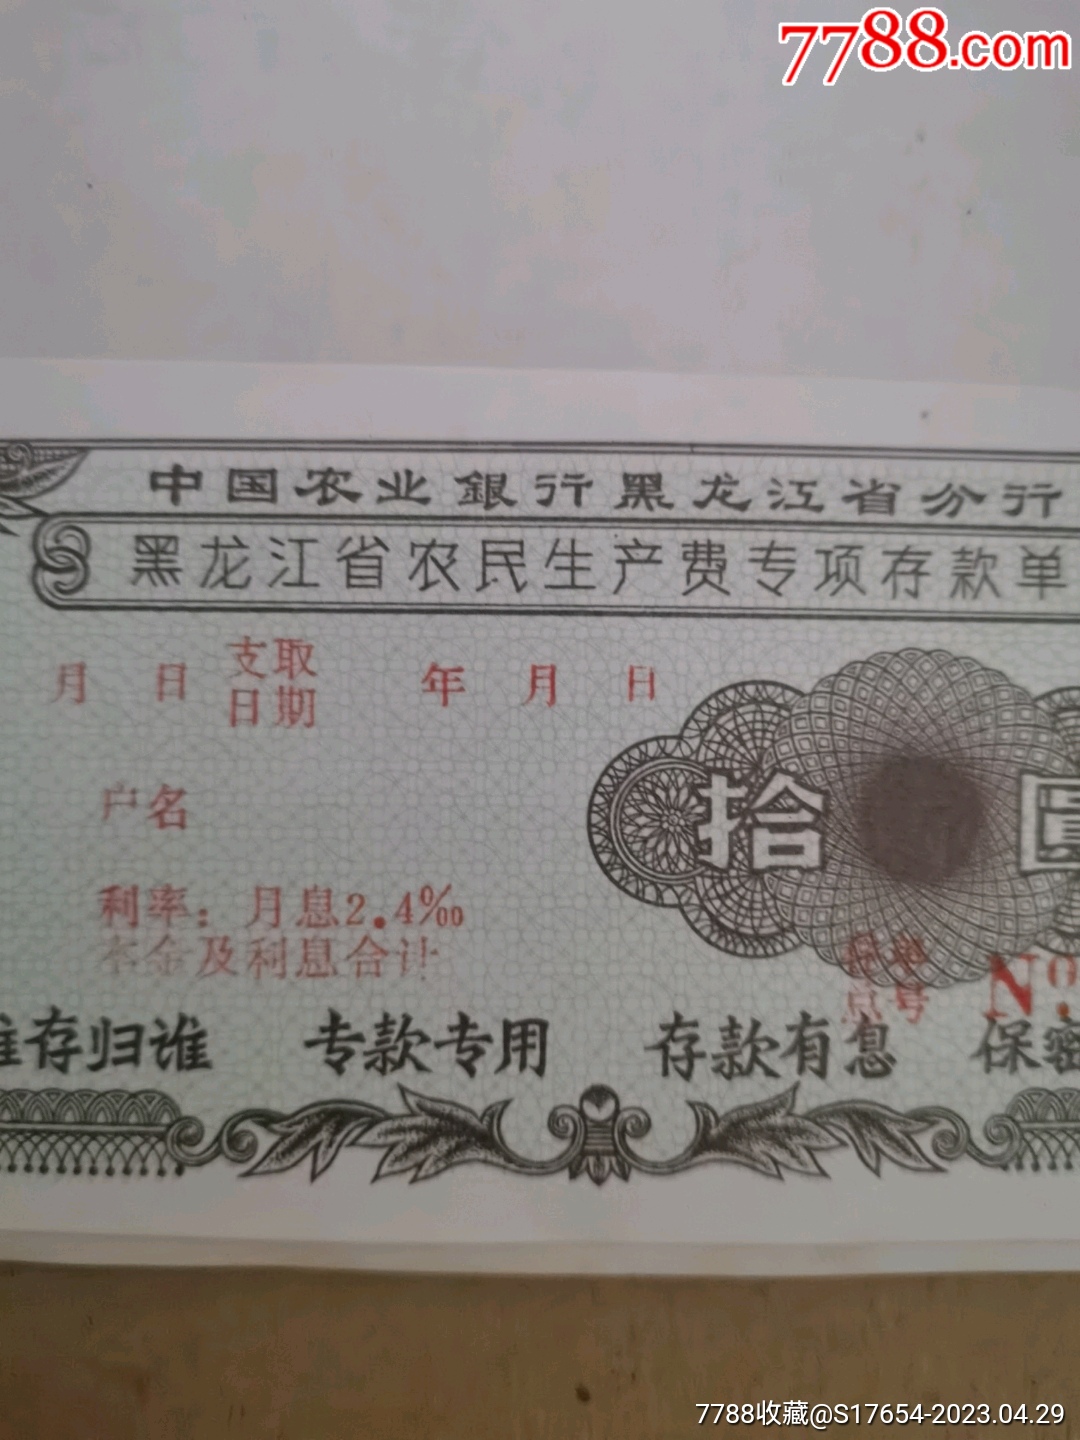 7788.com
中国农业銀行黑龙江省分行
黑龙江省农民生产费专项存款单
月 日 支取日期 年 月 日
户名
拾 圓
利率：月息2.4‰
本金及利息合计
号 №
谁存归谁 专款专用 存款有息 保密
7788收藏@S17654-2023.04.29